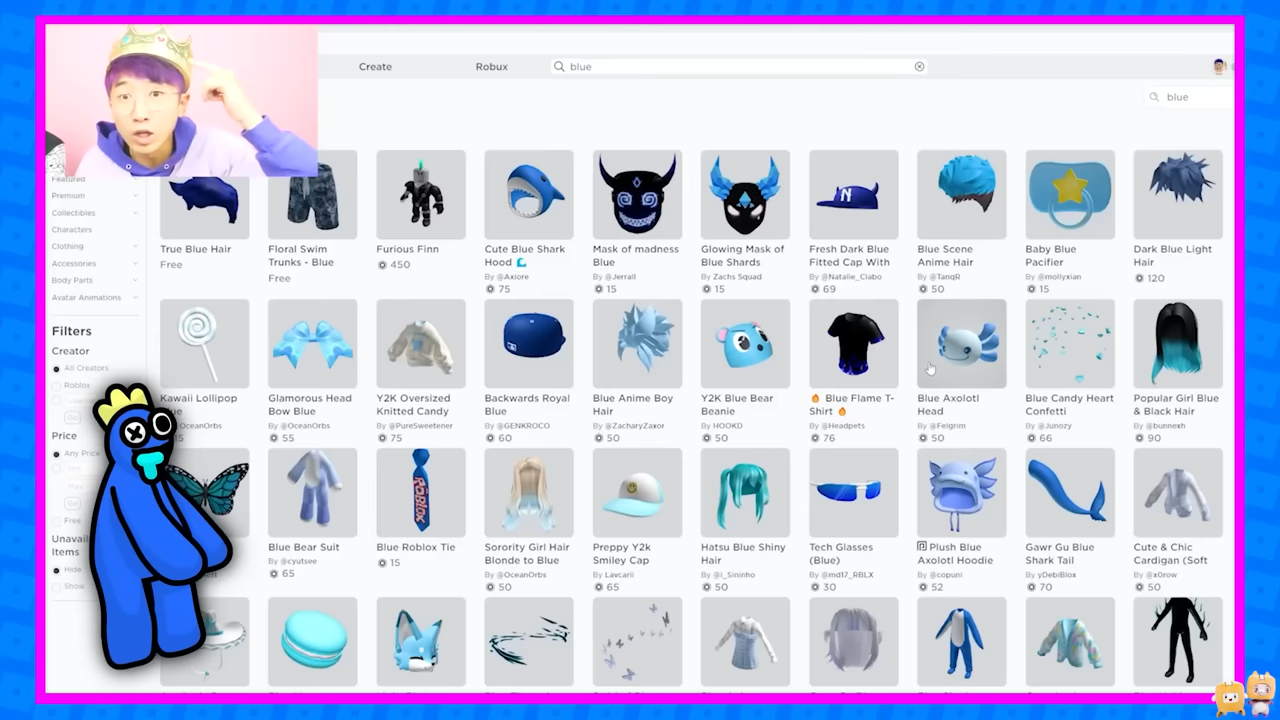 Create Robux blue
blue
Featured
Premium
Collectibles
Characters
Clothing
Accessories
Body Parts
Avatar Animations
Filters
Creator
All Creators
Roblox
Go
Price
Any Price
Go
Free
Unavail
Items
Hide
Show
True Blue Hair
Free
Floral Swim
Trunks - Blue
Free
Furious Finn
450
Cute Blue Shark
Hood 🌊
By @Axiore
75
Mask of madness
Blue
By @Jerrall
15
Glowing Mask of
Blue Shards
By Zachs Squad
15
N
Fresh Dark Blue
Fitted Cap With
By @Natalie_Clabo
69
Blue Scene
Anime Hair
By @TanqR
50
Baby Blue
Pacifier
By @mollyxian
15
Dark Blue Light
Hair
120
Kawaii Lollipop
By @OceanOrbs
Glamorous Head
Bow Blue
By @OceanOrbs
55
Y2K Oversized
Knitted Candy
By @PureSweetener
75
Backwards Royal
Blue
By @GENKROCO
60
Blue Anime Boy
Hair
By @ZacharyZaxor
50
Y2K Blue Bear
Beanie
By HOOKD
50
🔥 Blue Flame T-
Shirt 🔥
By @Headpets
76
Blue Axolotl
Head
By @Felgrim
50
Blue Candy Heart
Confetti
By @Junozy
66
Popular Girl Blue
& Black Hair
By @bunnexh
90
Blue Bear Suit
By @cyutsee
65
ROBLOX
Blue Roblox Tie
15
Sorority Girl Hair
Blonde to Blue
By @OceanOrbs
50
Preppy Y2k
Smiley Cap
By Lavcarii
65
Hatsu Blue Shiny
Hair
By @I_Sininho
50
Tech Glasses
(Blue)
By @md17_RBLX
30
Plush Blue
Axolotl Hoodie
By @copuni
52
Gawr Gu Blue
Shark Tail
By yDebiBlox
70
Cute & Chic
Cardigan (Soft
By @x0row
50